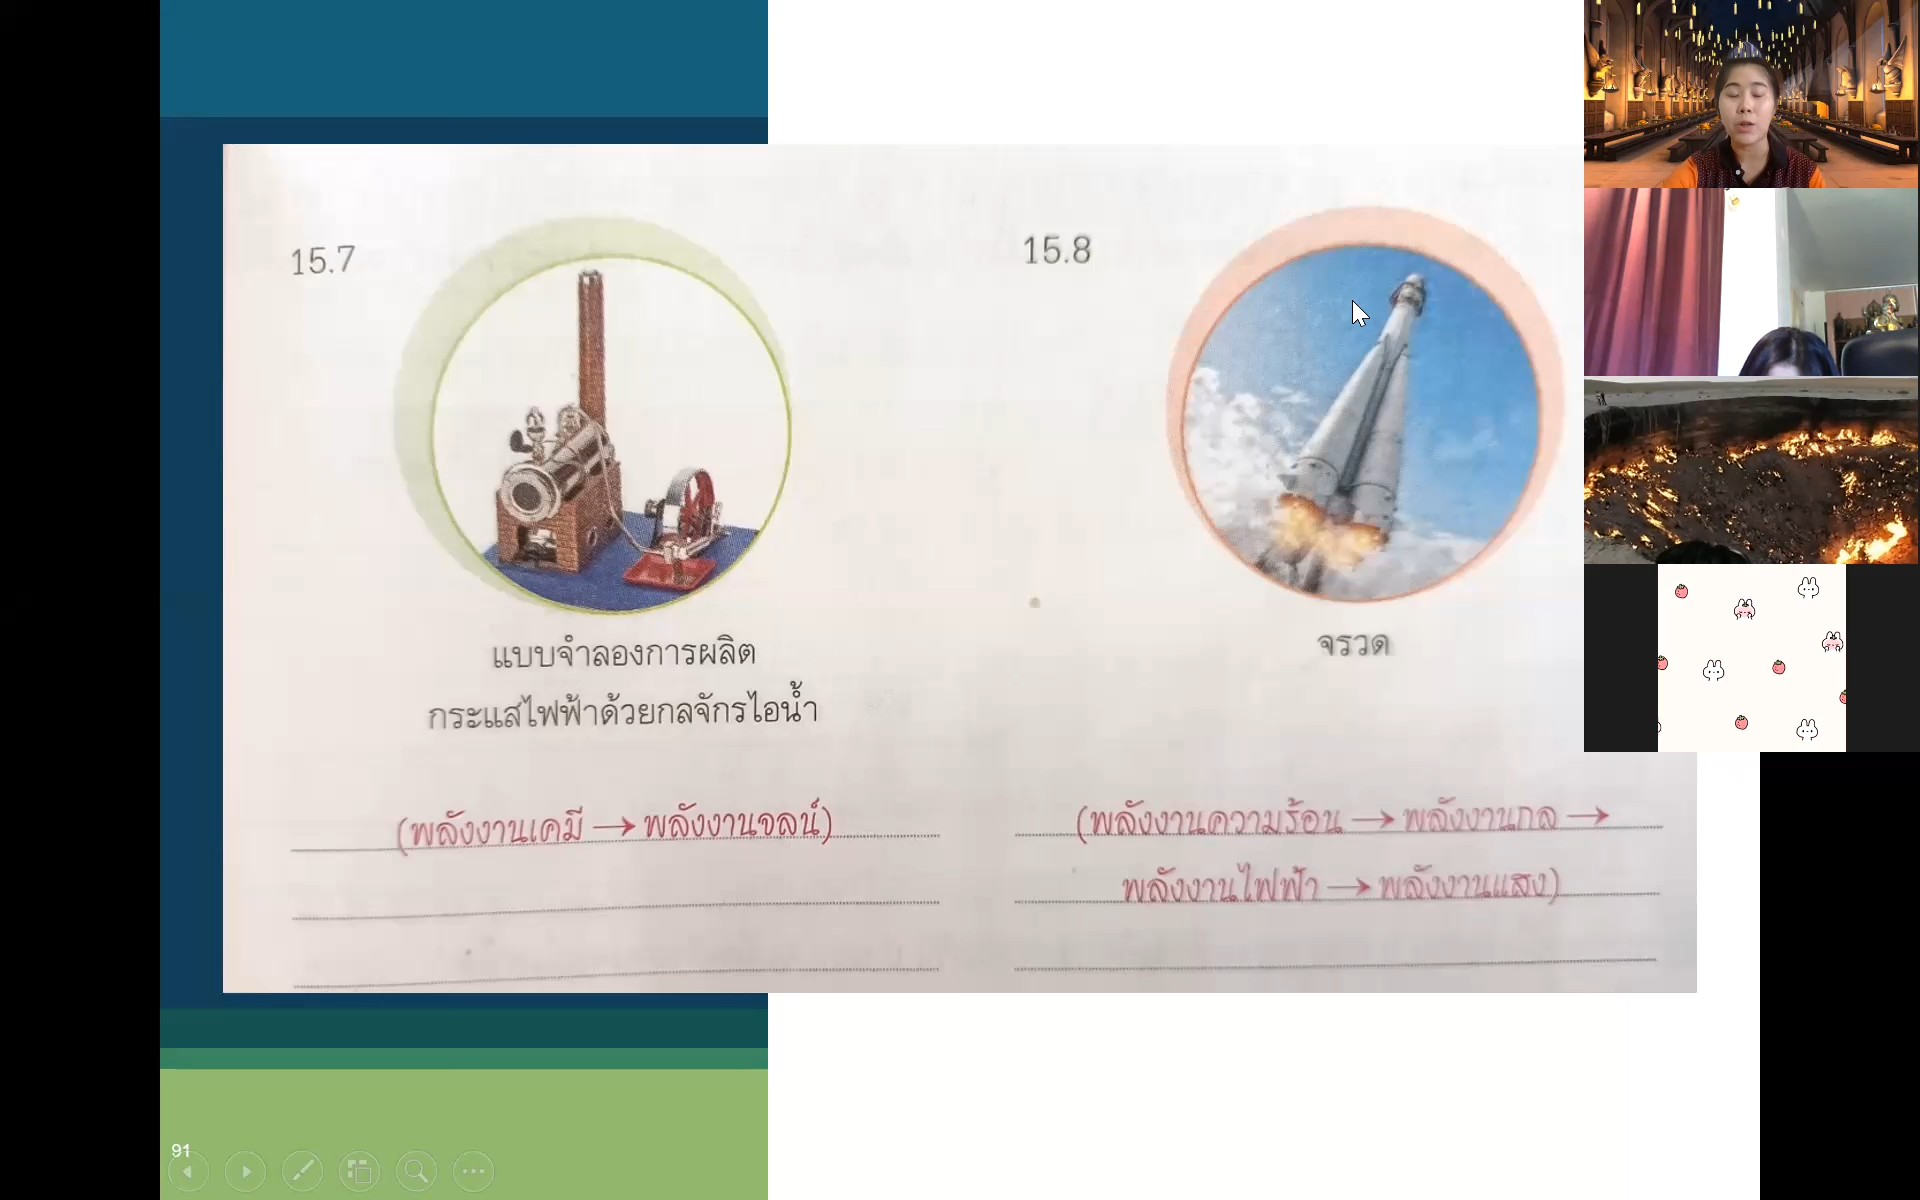 15.7
แบบจำลองการผลิต
กระแสไฟฟ้าด้วยกลจักรไอน้ำ
(พลังงานเคมี → พลังงานจลน์)
15.8
จรวด
(พลังงานความร้อน → พลังงานกล →
พลังงานไฟฟ้า → พลังงานแสง)
91